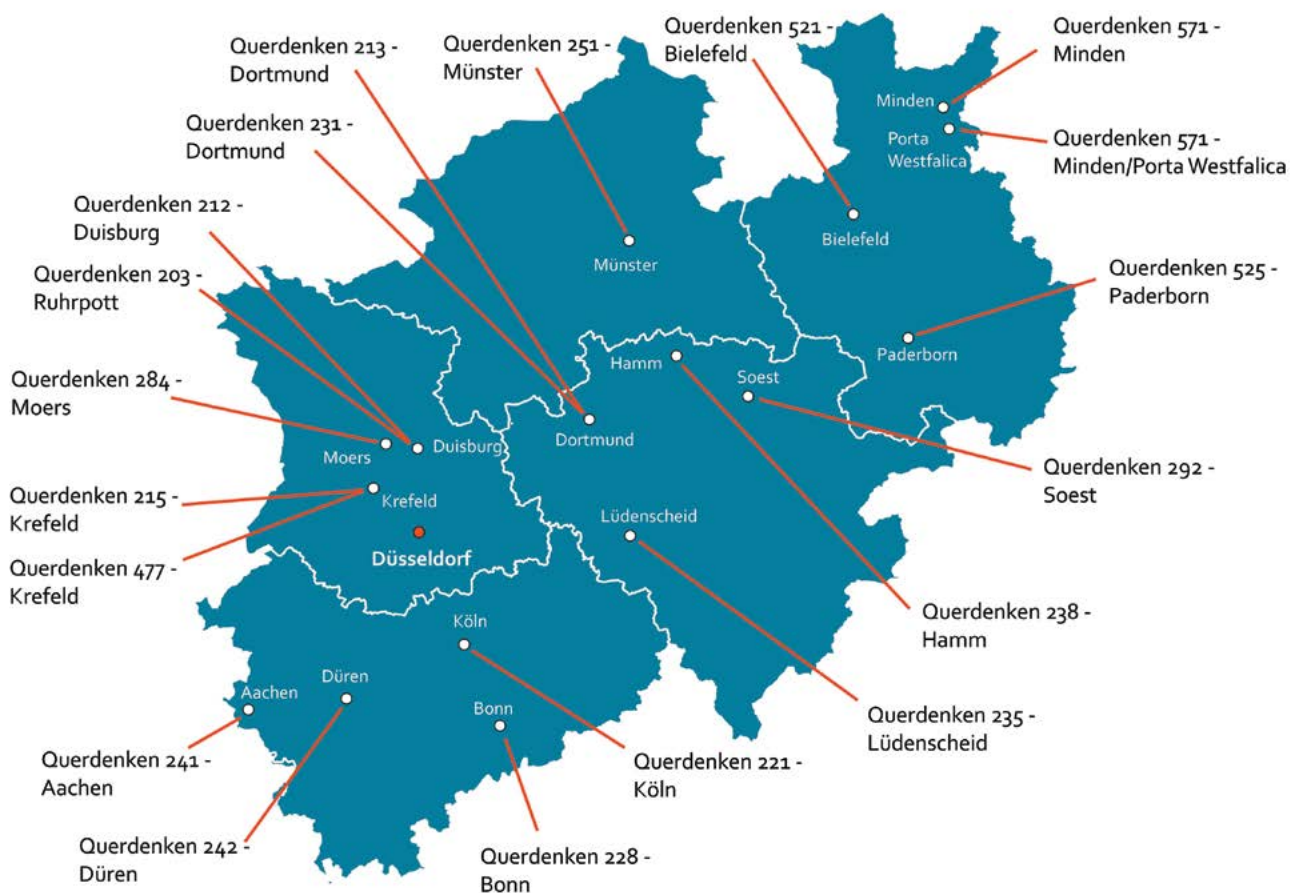 Querdenken 213 -
Dortmund
Querdenken 251 -
Münster
Querdenken 521 -
Bielefeld
Querdenken 571 -
Minden
Querdenken 231 -
Dortmund
Minden
Porta
Westfalica
Querdenken 571 -
Minden/Porta Westfalica
Querdenken 212 -
Duisburg
Bielefeld
Münster
Querdenken 203 -
Ruhrpott
Querdenken 525 -
Paderborn
Paderborn
Hamm
Soest
Querdenken 284 -
Moers
Dortmund
Moers
Duisburg
Querdenken 292 -
Soest
Querdenken 215 -
Krefeld
Krefeld
Lüdenscheid
Düsseldorf
Querdenken 477 -
Krefeld
Querdenken 238 -
Hamm
Köln
Düren
Aachen
Bonn
Querdenken 235 -
Lüdenscheid
Querdenken 241 -
Aachen
Querdenken 221 -
Köln
Querdenken 242 -
Düren
Querdenken 228 -
Bonn